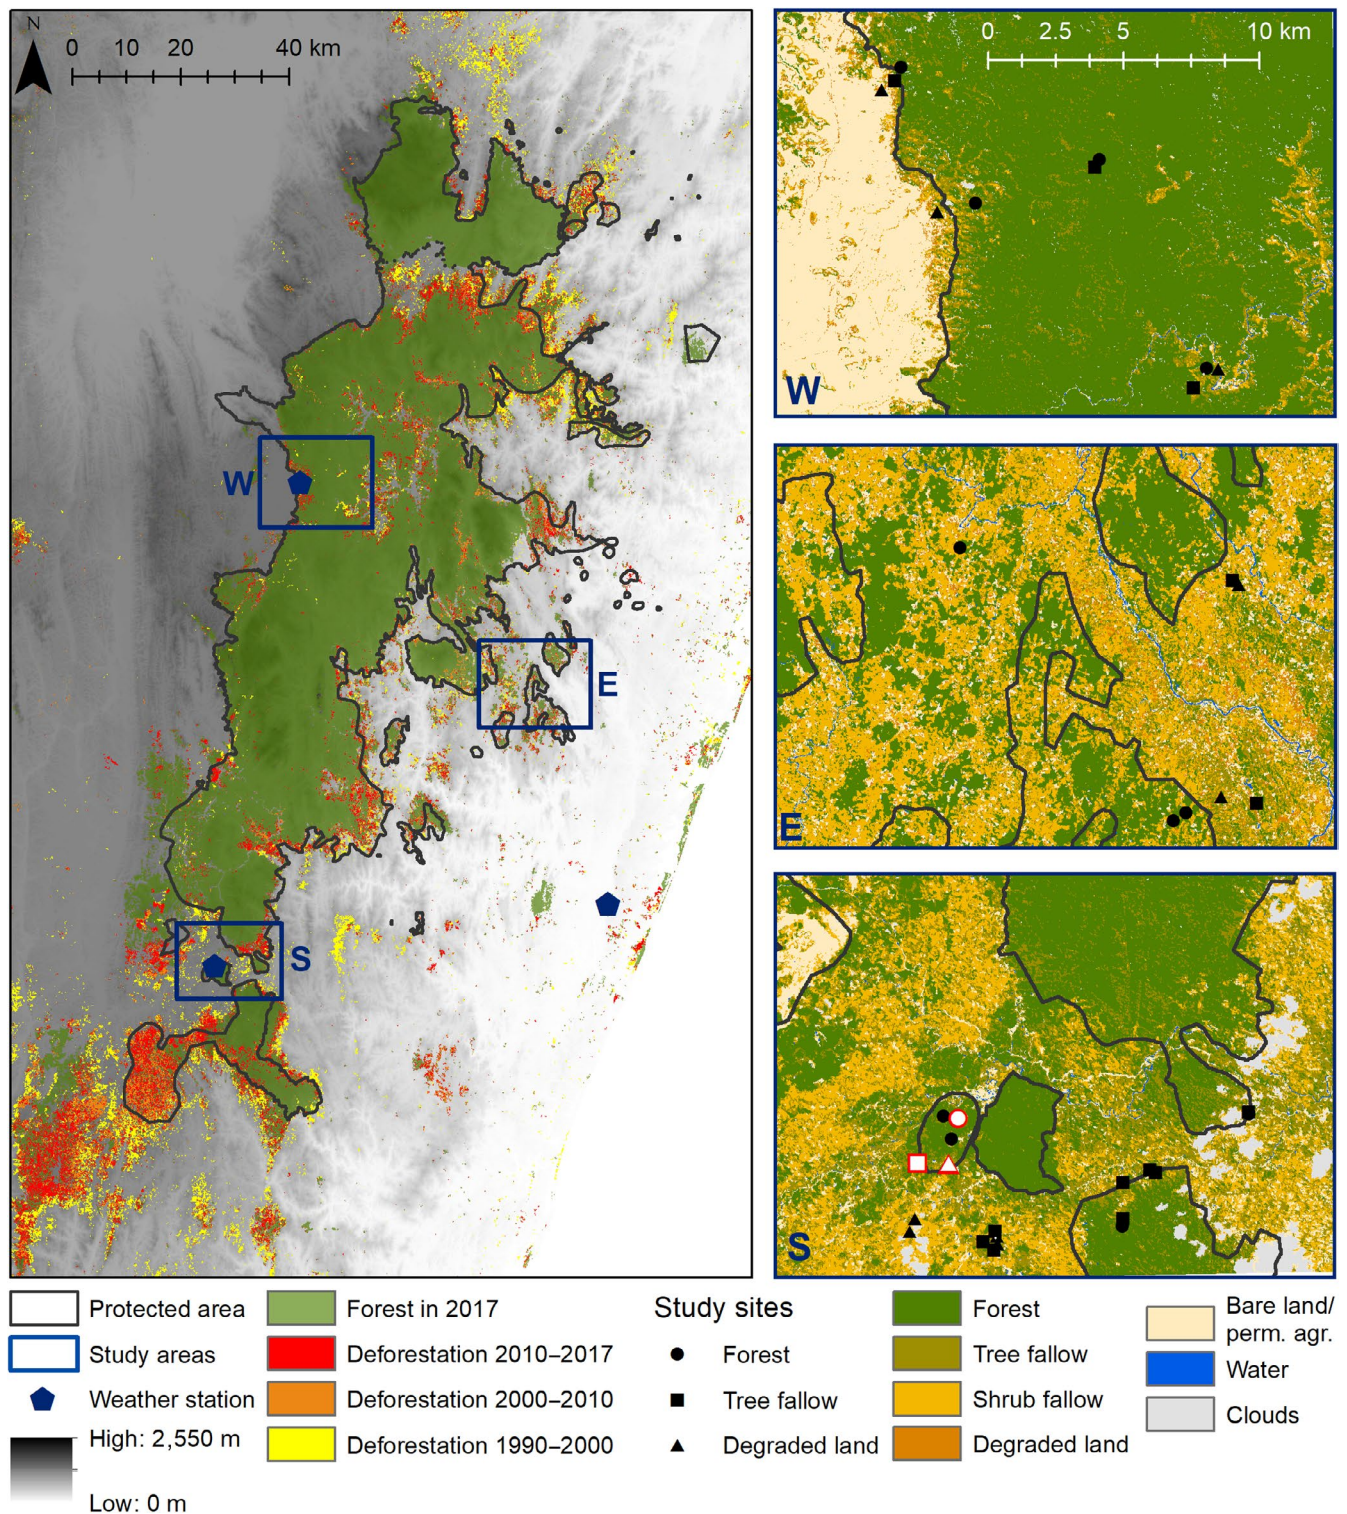 N
0 10 20 40 km
W
E
S
0 2.5 5 10 km
W
E
S
Protected area
Study areas
Weather station
High: 2,550 m
Low: 0 m
Forest in 2017
Deforestation 2010–2017
Deforestation 2000–2010
Deforestation 1990–2000
Study sites
Forest
Tree fallow
Degraded land
Forest
Tree fallow
Shrub fallow
Degraded land
Bare land/
perm. agr.
Water
Clouds